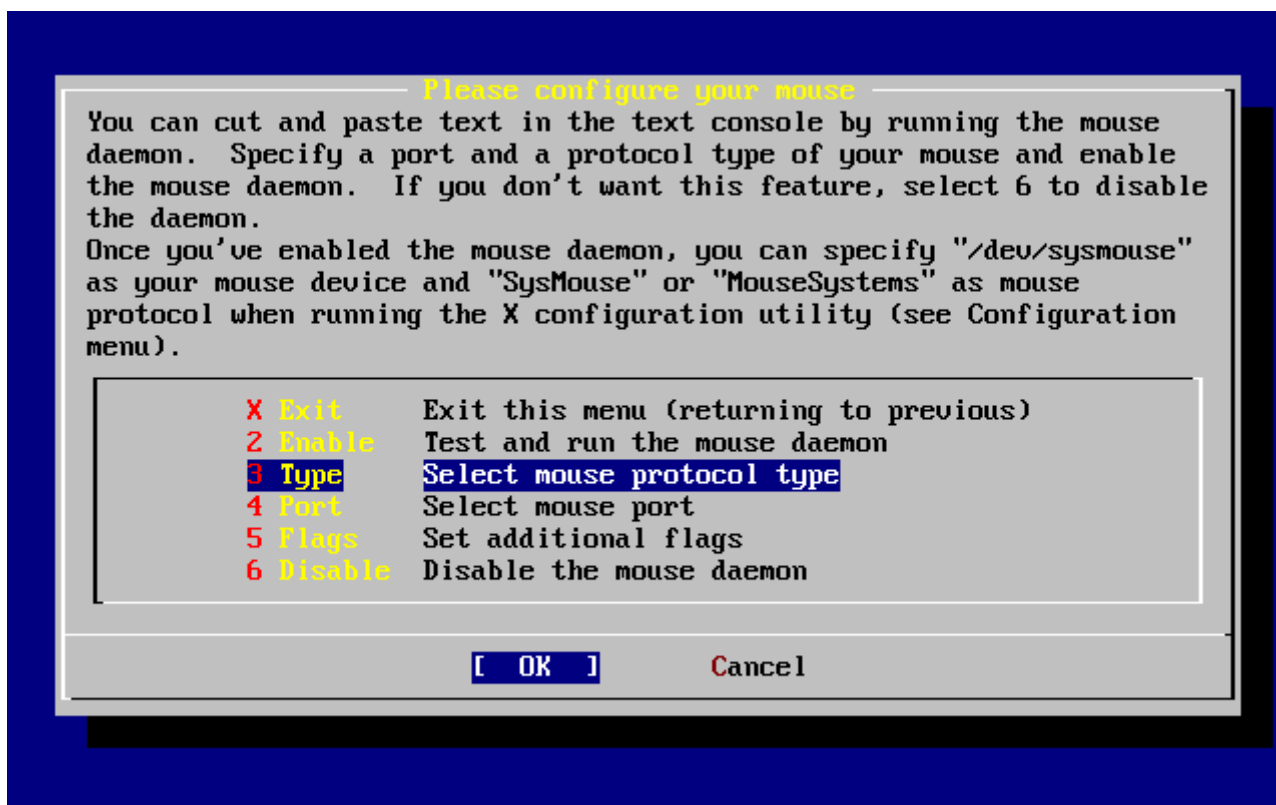 Please configure your mouse
You can cut and paste text in the text console by running the mouse
daemon.  Specify a port and a protocol type of your mouse and enable
the mouse daemon.  If you don't want this feature, select 6 to disable
the daemon.
Once you've enabled the mouse daemon, you can specify "/dev/sysmouse"
as your mouse device and "SysMouse" or "MouseSystems" as mouse
protocol when running the X configuration utility (see Configuration
menu).
X Exit Exit this menu (returning to previous)
2 Enable Test and run the mouse daemon
3 Type Select mouse protocol type
4 Port Select mouse port
5 Flags Set additional flags
6 Disable Disable the mouse daemon
[ OK ] Cancel